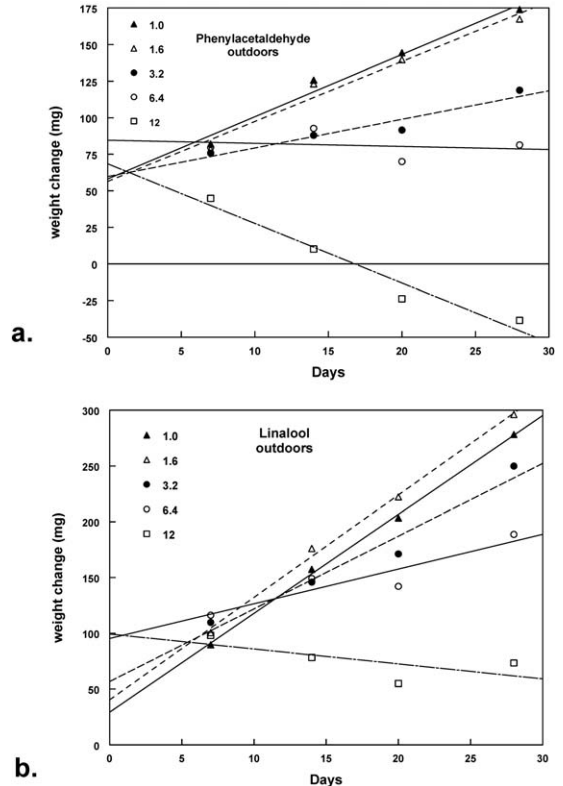 175
150
125
100
75
50
25
0
-25
-50
weight change (mg)
Phenylacetaldehyde
outdoors
1.0
1.6
3.2
6.4
12
0 5 10 15 20 25 30
Days
a.
300
250
200
150
100
50
0
weight change (mg)
Linalool
outdoors
1.0
1.6
3.2
6.4
12
0 5 10 15 20 25 30
Days
b.